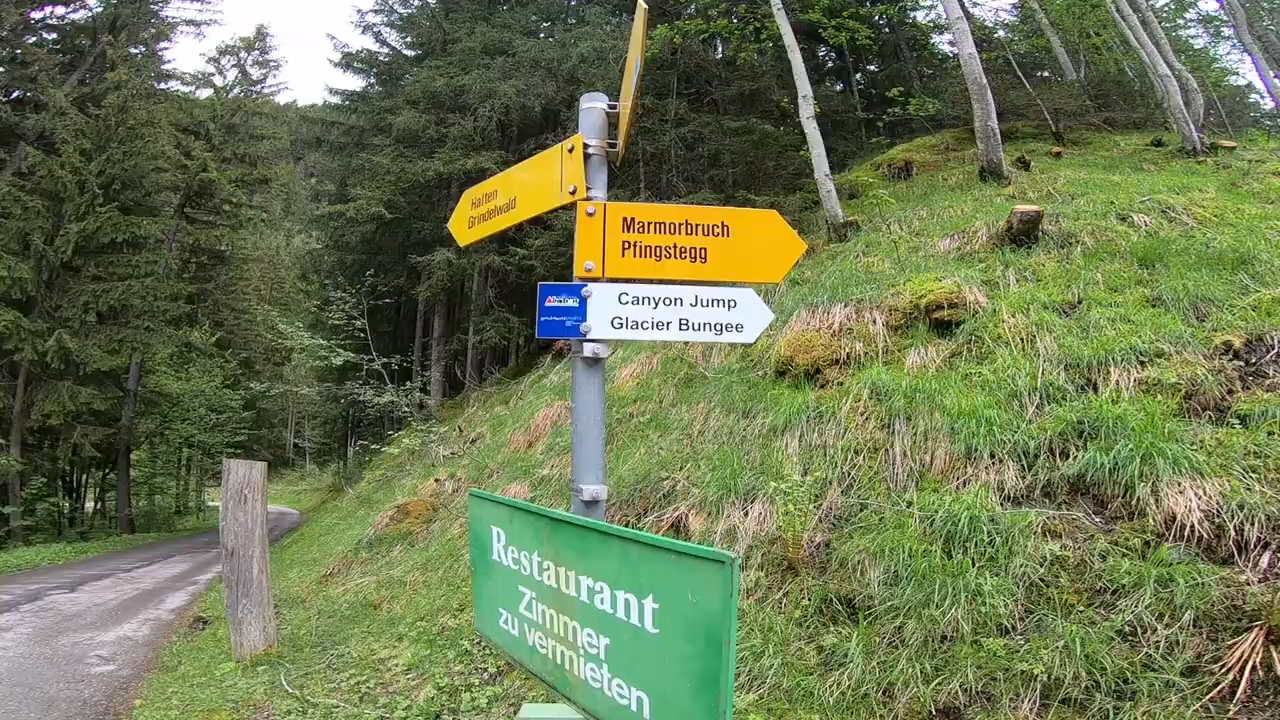 Halten
Grindelwald
Marmorbruch
Pfingstegg
Canyon Jump
Glacier Bungee
Restaurant
Zimmer
zu vermieten